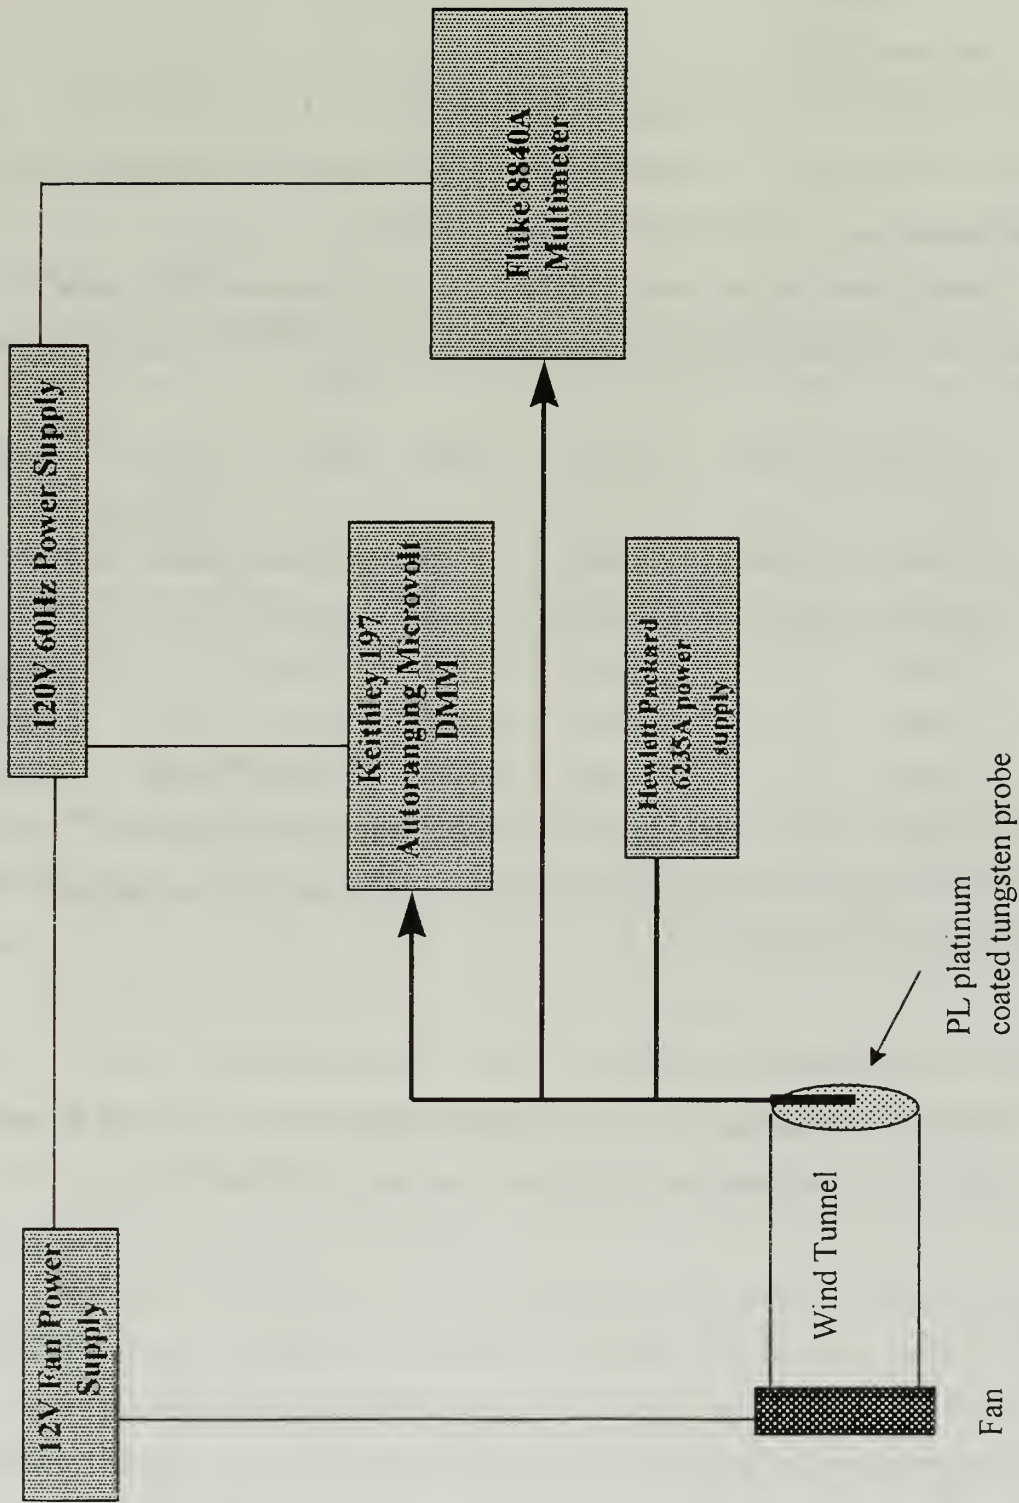 12V Fan Power
Supply
120V 60Hz Power Supply
Keithley 197
Autoranging Microvolt
DMM
Fluke 8840A
Multimeter
Hewlett Packard
6235A power
supply
Wind Tunnel
Fan
PL platinum
coated tungsten probe